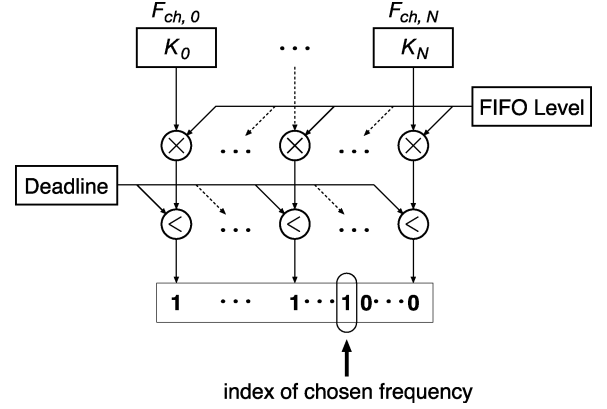 F_ch, 0 F_ch, N
K_0 ... K_N
FIFO Level
× ... × ... ×
Deadline
< ... < ... <
1 ... 1...1 0...0
index of chosen frequency